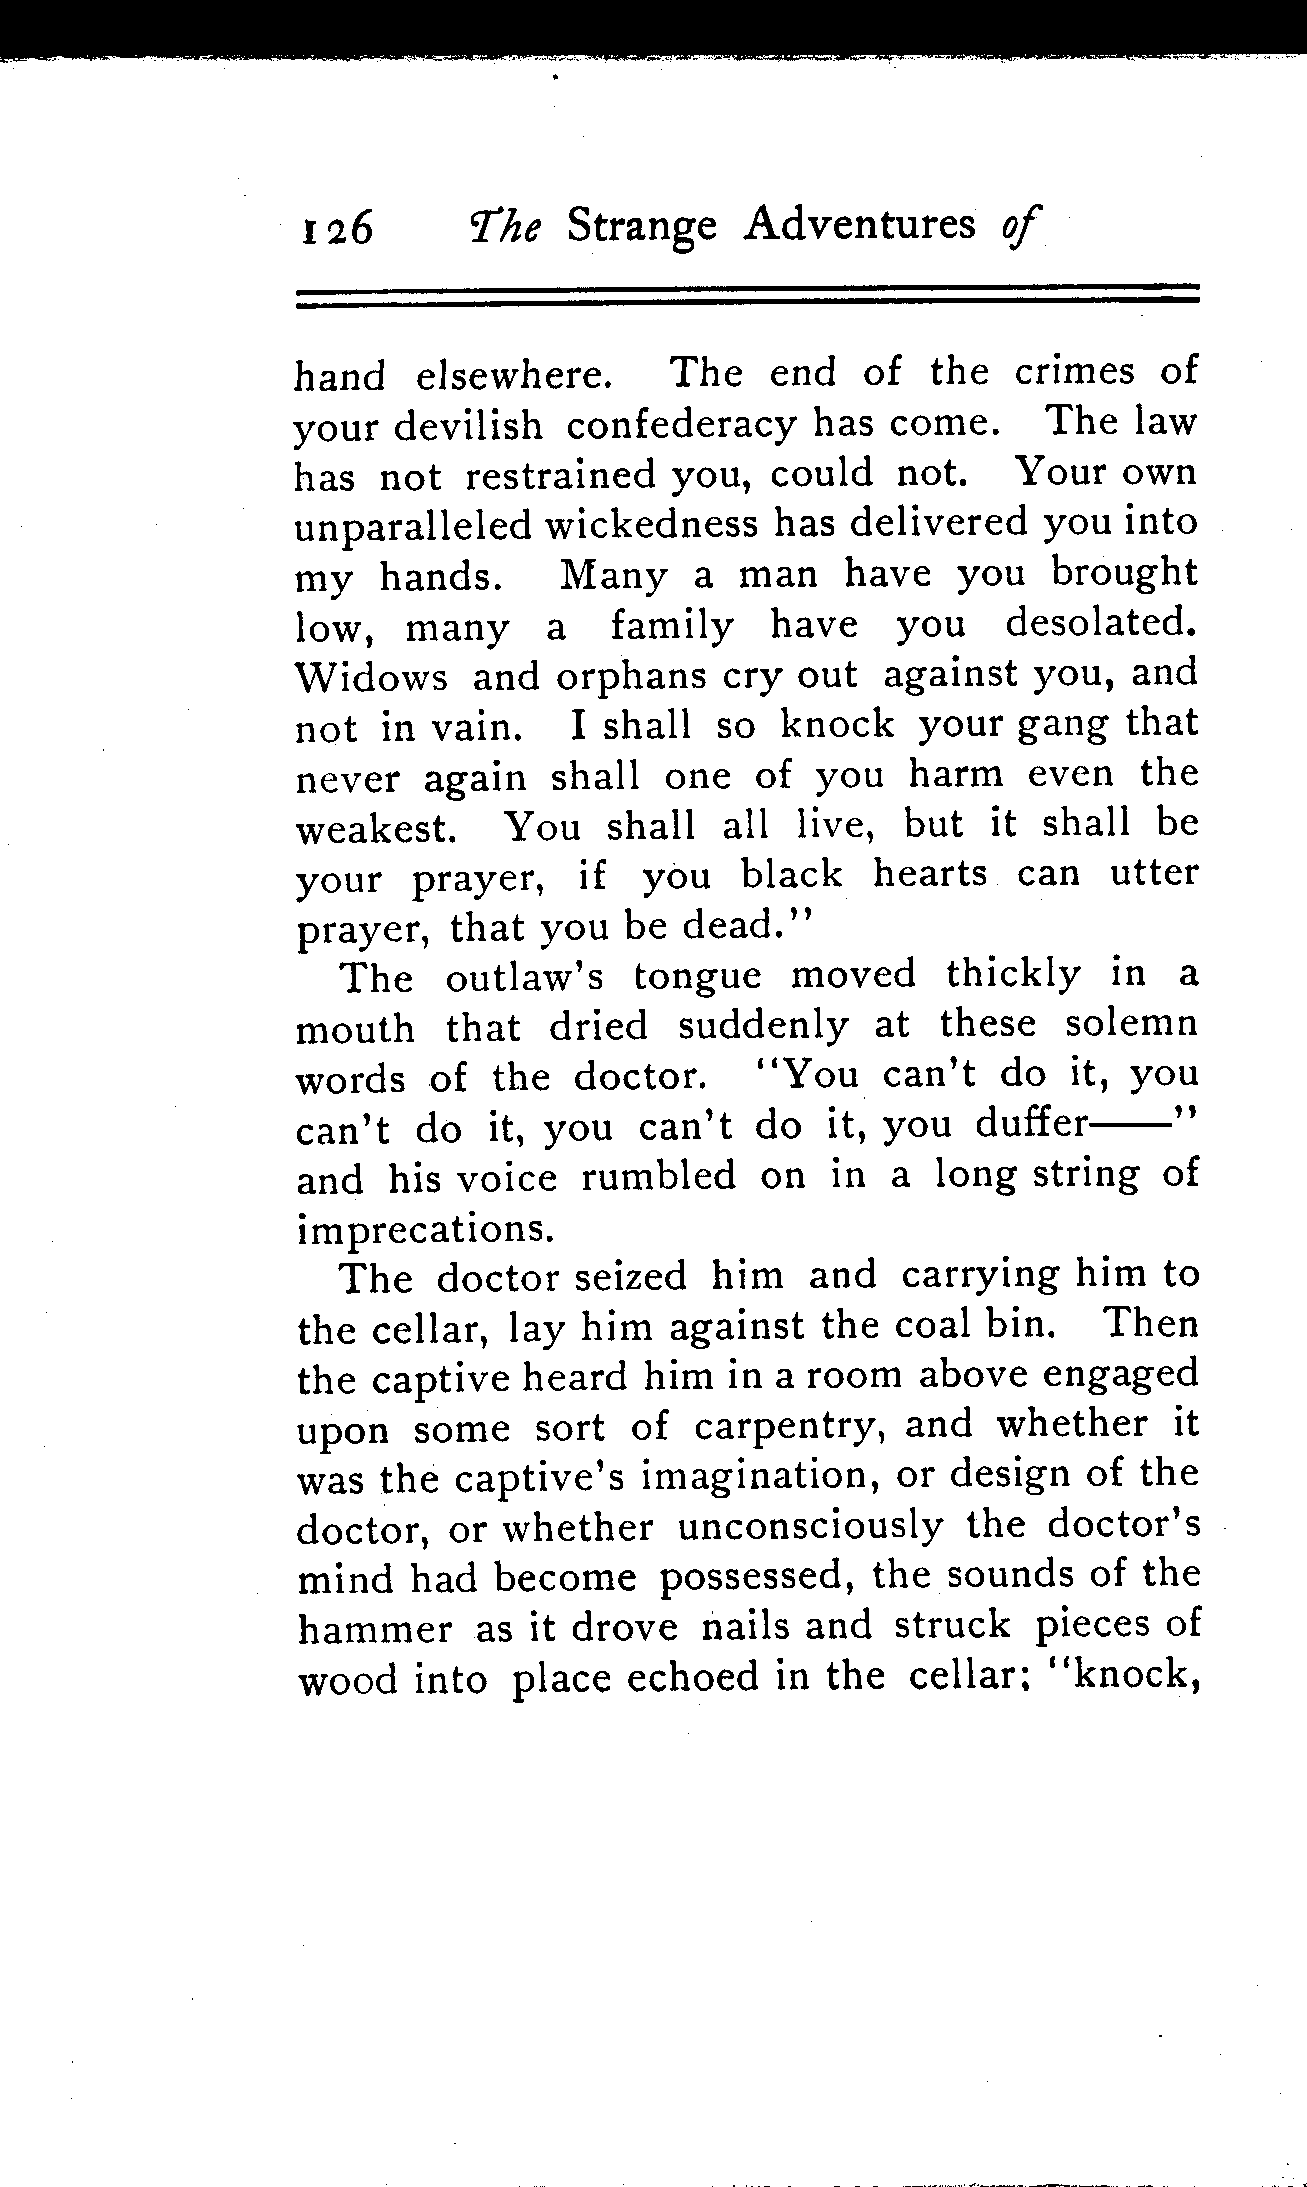 126 The Strange Adventures of
hand elsewhere. The end of the crimes of
your devilish confederacy has come. The law
has not restrained you, could not. Your own
unparalleled wickedness has delivered you into
my hands. Many a man have you brought
low, many a family have you desolated.
Widows and orphans cry out against you, and
not in vain. I shall so knock your gang that
never again shall one of you harm even the
weakest. You shall all live, but it shall be
your prayer, if you black hearts can utter
prayer, that you be dead."
The outlaw's tongue moved thickly in a
mouth that dried suddenly at these solemn
words of the doctor. "You can't do it, you
can't do it, you can't do it, you duffer——"
and his voice rumbled on in a long string of
imprecations.
The doctor seized him and carrying him to
the cellar, lay him against the coal bin. Then
the captive heard him in a room above engaged
upon some sort of carpentry, and whether it
was the captive's imagination, or design of the
doctor, or whether unconsciously the doctor's
mind had become possessed, the sounds of the
hammer as it drove nails and struck pieces of
wood into place echoed in the cellar; "knock,